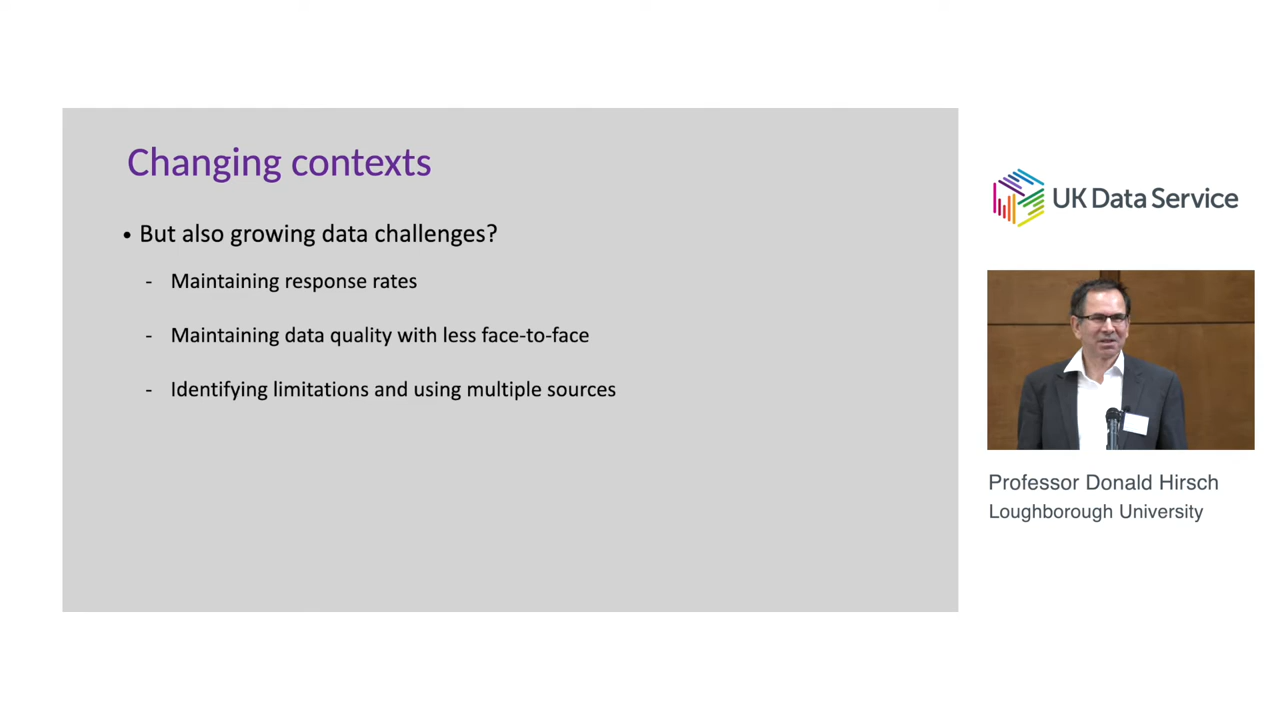 Changing contexts
• But also growing data challenges?
- Maintaining response rates
- Maintaining data quality with less face-to-face
- Identifying limitations and using multiple sources
UK Data Service
Professor Donald Hirsch
Loughborough University